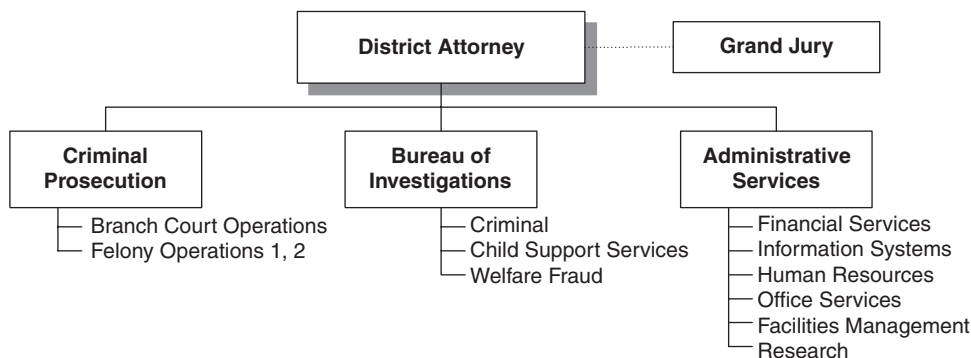 District Attorney
Grand Jury
Criminal
Prosecution
Branch Court Operations
Felony Operations 1, 2
Bureau of
Investigations
Criminal
Child Support Services
Welfare Fraud
Administrative
Services
Financial Services
Information Systems
Human Resources
Office Services
Facilities Management
Research